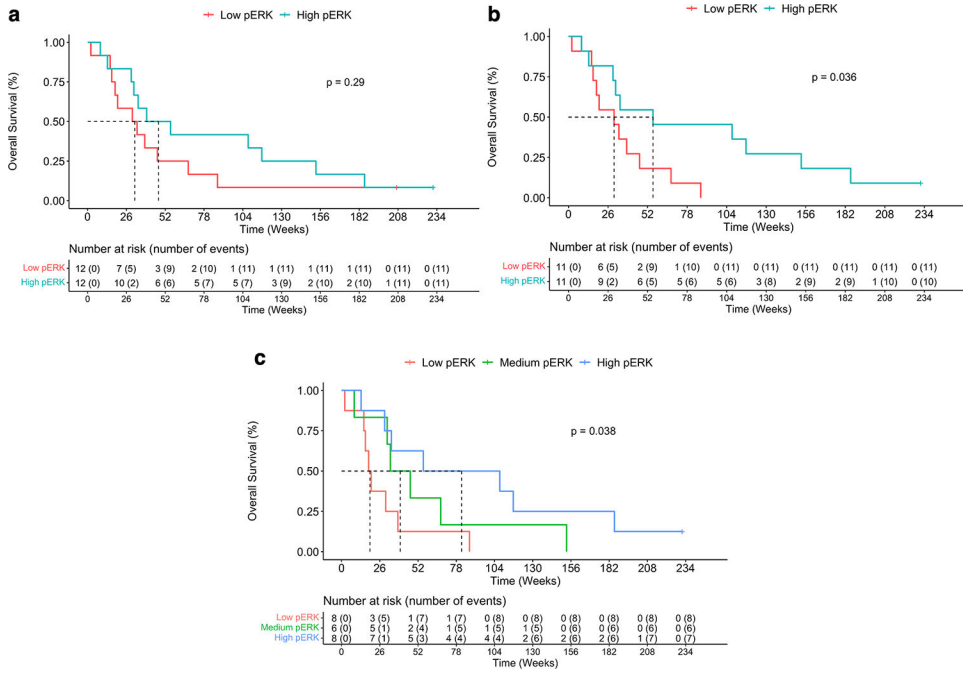 a
Low pERK High pERK
Overall Survival (%)
1.00
0.75
0.50
0.25
0.00
p = 0.29
0 26 52 78 104 130 156 182 208 234
Time (Weeks)
Number at risk (number of events)
Low pERK 12 (0) 7 (5) 3 (9) 2 (10) 1 (11) 1 (11) 1 (11) 1 (11) 0 (11) 0 (11)
High pERK 12 (0) 10 (2) 6 (6) 5 (7) 5 (7) 3 (9) 2 (10) 2 (10) 1 (11) 0 (11)
0 26 52 78 104 130 156 182 208 234
Time (Weeks)
b
Low pERK High pERK
Overall Survival (%)
1.00
0.75
0.50
0.25
0.00
p = 0.036
0 26 52 78 104 130 156 182 208 234
Time (Weeks)
Number at risk (number of events)
Low pERK 11 (0) 6 (5) 2 (9) 1 (10) 0 (11) 0 (11) 0 (11) 0 (11) 0 (11) 0 (11)
High pERK 11 (0) 9 (2) 6 (5) 5 (6) 5 (6) 3 (8) 2 (9) 2 (9) 1 (10) 0 (10)
0 26 52 78 104 130 156 182 208 234
Time (Weeks)
c
Low pERK Medium pERK High pERK
Overall Survival (%)
1.00
0.75
0.50
0.25
0.00
p = 0.038
0 26 52 78 104 130 156 182 208 234
Time (Weeks)
Number at risk (number of events)
Low pERK 8 (0) 3 (5) 1 (7) 1 (7) 0 (8) 0 (8) 0 (8) 0 (8) 0 (8) 0 (8)
Medium pERK 6 (0) 5 (1) 2 (4) 1 (5) 1 (5) 1 (5) 0 (6) 0 (6) 0 (6) 0 (6)
High pERK 8 (0) 7 (1) 5 (3) 4 (4) 4 (4) 2 (6) 2 (6) 2 (6) 1 (7) 0 (7)
0 26 52 78 104 130 156 182 208 234
Time (Weeks)